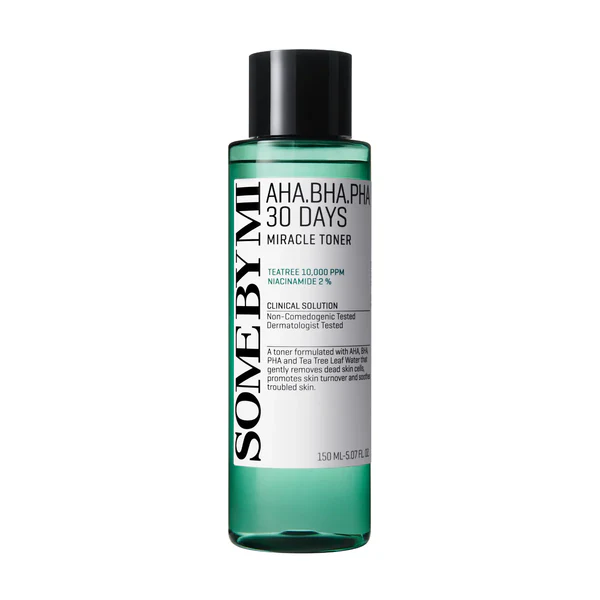 SOME BY MI
AHA.BHA.PHA
30 DAYS
MIRACLE TONER
TEATREE 10,000 PPM
NIACINAMIDE 2 %
CLINICAL SOLUTION
Non-Comedogenic Tested
Dermatologist Tested
A toner formulated with AHA, BHA,
PHA and Tea Tree Leaf Water that
gently removes dead skin cells,
promotes skin turnover and soothes
troubled skin.
150 ML-5.07 FL.OZ.